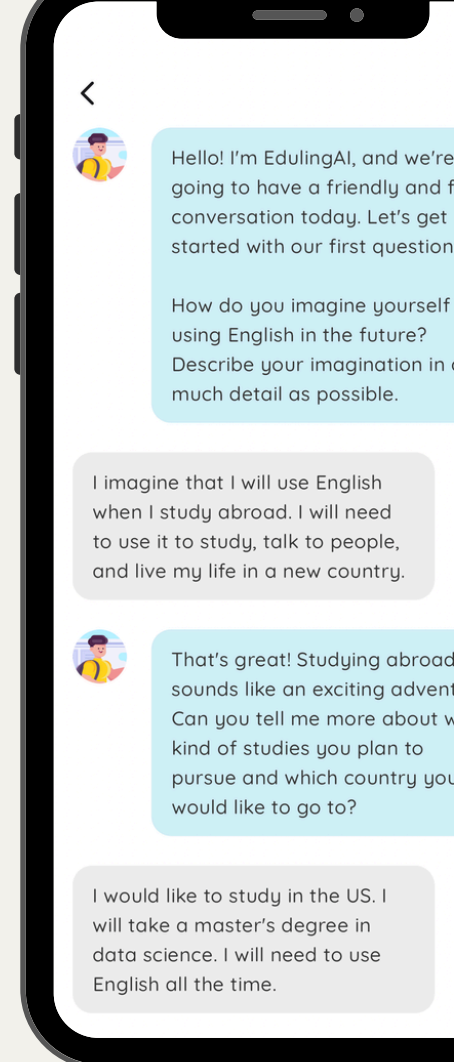 Hello! I'm EdulingAI, and we're
going to have a friendly and
conversation today. Let's get
started with our first question
How do you imagine yourself
using English in the future?
Describe your imagination in
much detail as possible.
I imagine that I will use English
when I study abroad. I will need
to use it to study, talk to people,
and live my life in a new country.
That's great! Studying abroad
sounds like an exciting
Can you tell me more about
kind of studies you plan to
pursue and which country you
would like to go to?
I would like to study in the US. I
will take a master's degree in
data science. I will need to use
English all the time.